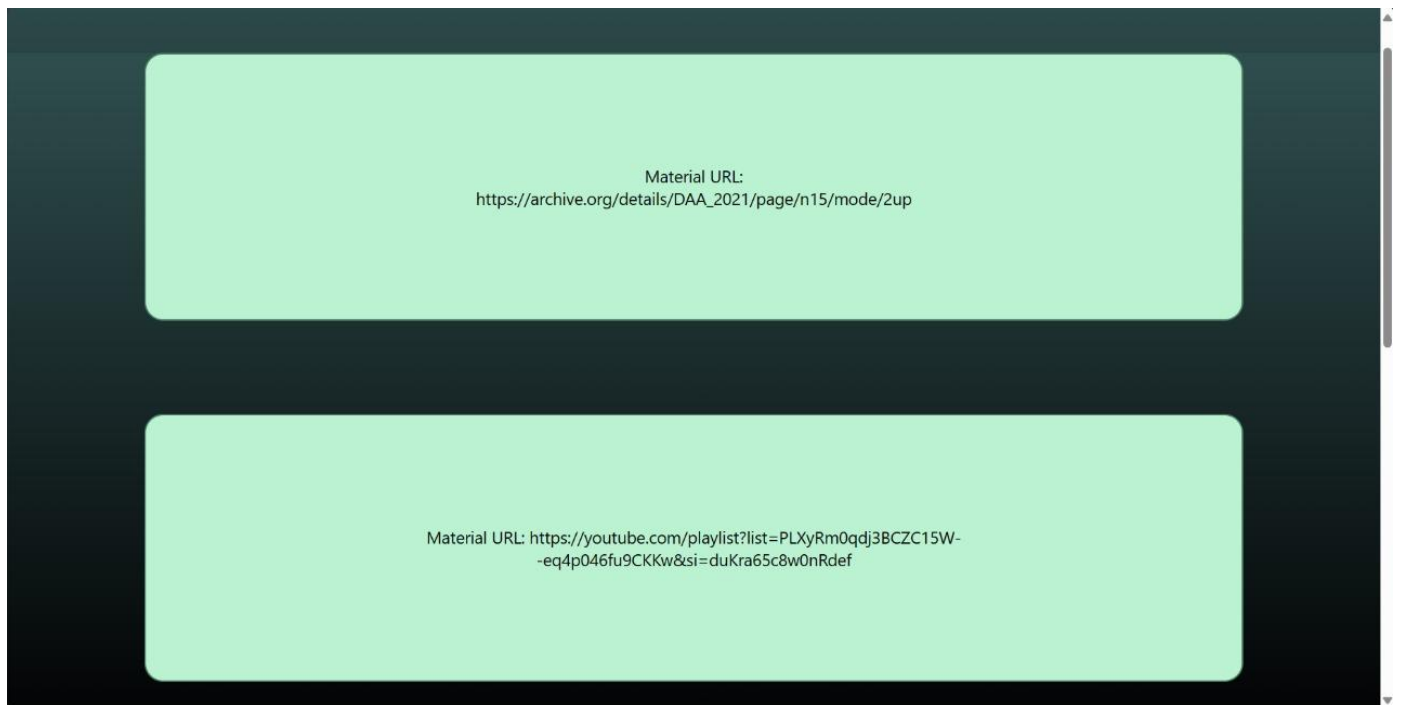 Material URL:
https://archive.org/details/DAA_2021/page/n15/mode/2up
Material URL: https://youtube.com/playlist?list=PLXyRm0qdj3BCZC15W-
-eq4p046fu9CKKw&si=duKra65c8w0nRdef